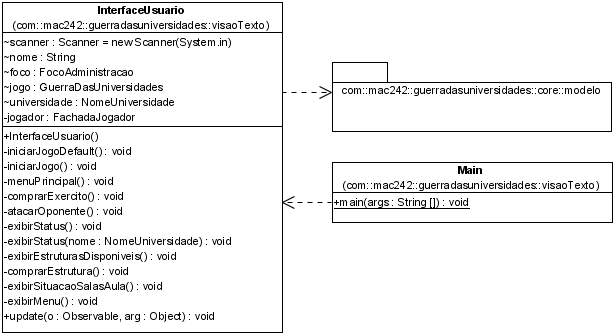 InterfaceUsuario
(com::mac242::guerradasuniversidades::visaoTexto)
~scanner : Scanner = new Scanner(System.in)
~nome : String
~foco : FocoAdministracao
~jogo : GuerraDasUniversidades
~universidade : NomeUniversidade
-jogador : FachadaJogador
+InterfaceUsuario()
-iniciarJogoDefault() : void
-iniciarJogo() : void
-menuPrincipal() : void
-comprarExercito() : void
-atacarOponente() : void
-exibirStatus() : void
-exibirStatus(nome : NomeUniversidade) : void
-exibirEstruturasDisponiveis() : void
-comprarEstrutura() : void
-exibirSituacaoSalasAula() : void
-exibirMenu() : void
+update(o : Observable, arg : Object) : void
com::mac242::guerradasuniversidades::core::modelo
Main
(com::mac242::guerradasuniversidades::visaoTexto)
+main(args : String []) : void